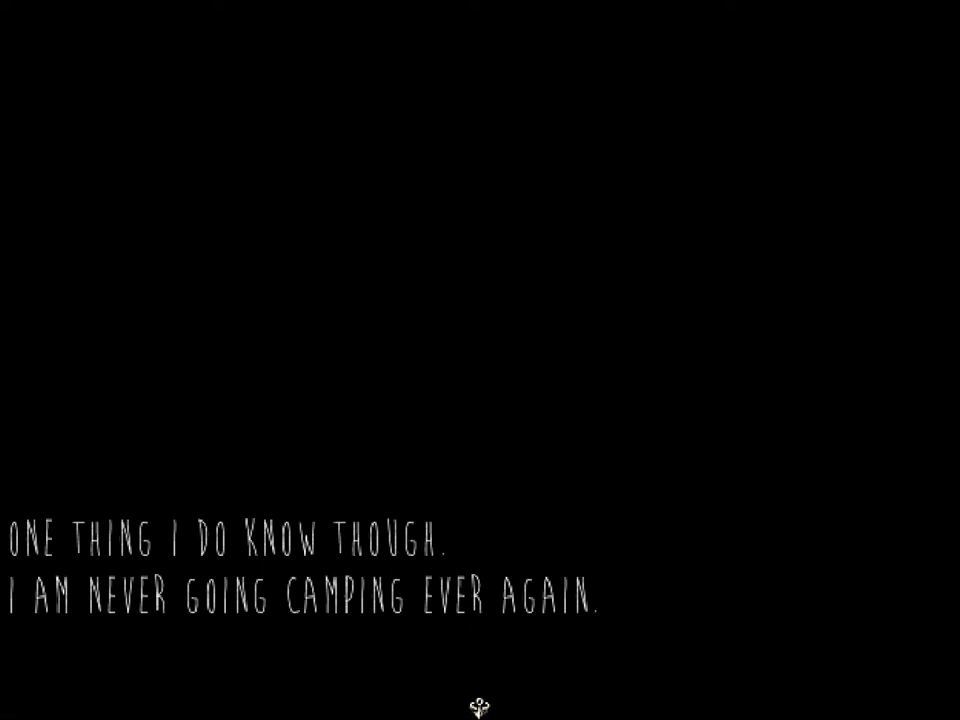 ONE THING I DO KNOW THOUGH.
I AM NEVER GOING CAMPING EVER AGAIN.